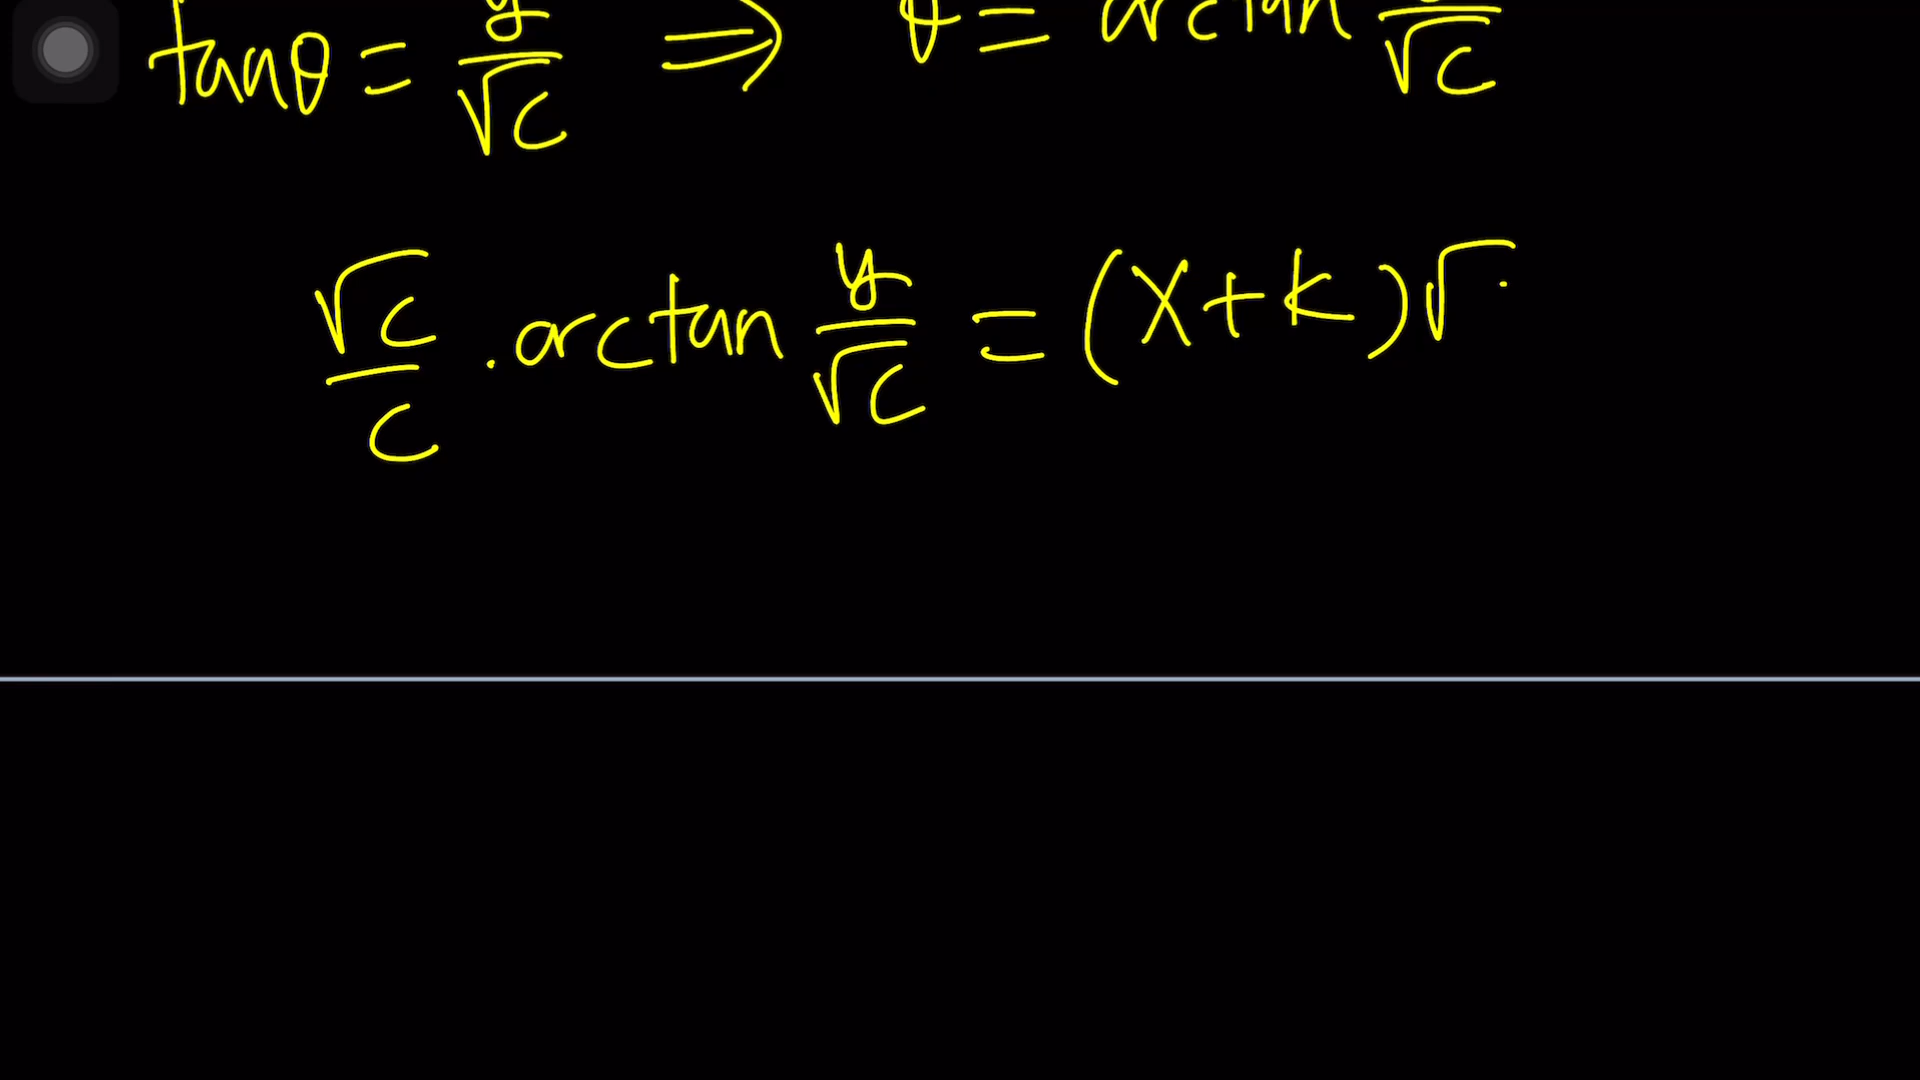 tanθ = y/√c ⇒ θ = arctan y/√c
√c/c . arctan y/√c = (x+k)√